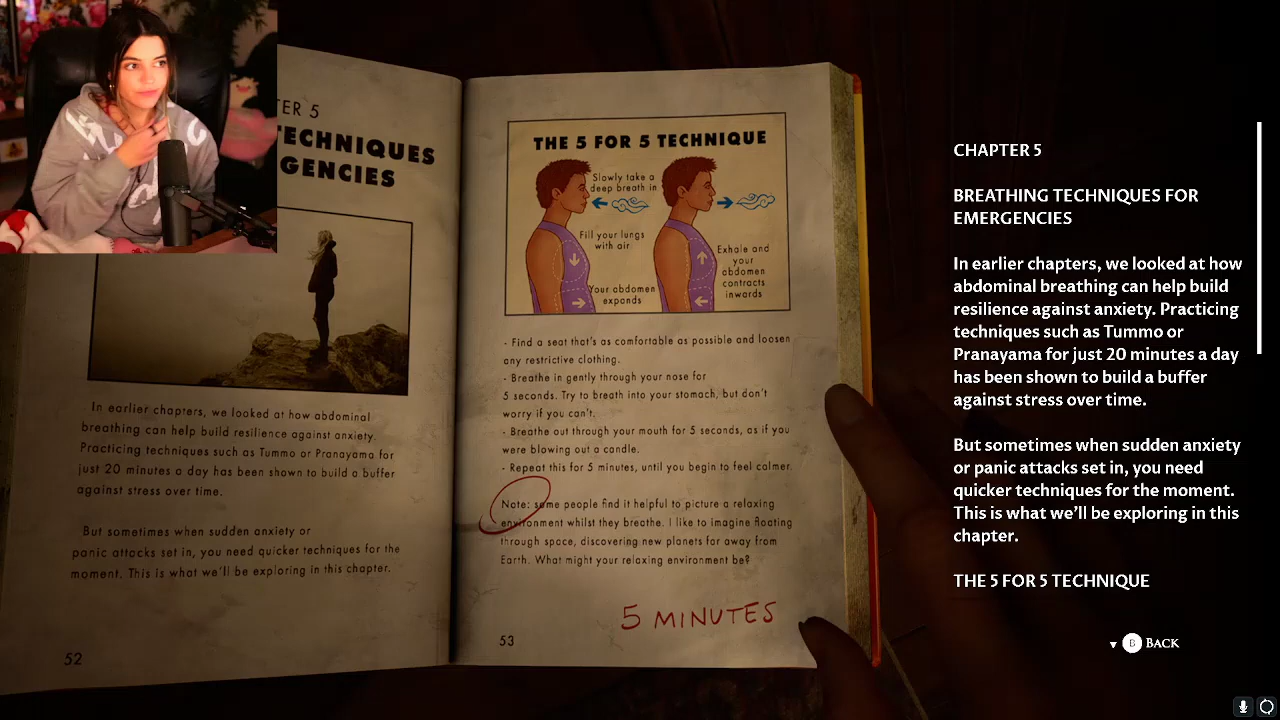 TER 5
TECHNIQUES
GENCIES
In earlier chapters, we looked at how abdominal
breathing can help build resilience against anxiety.
Practicing techniques such as Tummo or Pranayama for
just 20 minutes a day has been shown to build a buffer
against stress over time.
But sometimes when sudden anxiety or
panic attacks set in, you need quicker techniques for the
moment. This is what we'll be exploring in this chapter.
52
THE 5 FOR 5 TECHNIQUE
Slowly take a
deep breath in
Fill your lungs
with air
Your abdomen
expands
Exhale and
your
abdomen
contracts
inwards
- Find a seat that's as comfortable as possible and loosen
any restrictive clothing.
- Breathe in gently through your nose for
5 seconds. Try to breath into your stomach, but don't
worry if you can't.
- Breathe out through your mouth for 5 seconds, as if you
were blowing out a candle.
- Repeat this for 5 minutes, until you begin to feel calmer.
Note: some people find it helpful to picture a relaxing
environment whilst they breathe. I like to imagine floating
through space, discovering new planets far away from
Earth. What might your relaxing environment be?
5 MINUTES
53
CHAPTER 5
BREATHING TECHNIQUES FOR
EMERGENCIES
In earlier chapters, we looked at how
abdominal breathing can help build
resilience against anxiety. Practicing
techniques such as Tummo or
Pranayama for just 20 minutes a day
has been shown to build a buffer
against stress over time.
But sometimes when sudden anxiety
or panic attacks set in, you need
quicker techniques for the moment.
This is what we'll be exploring in this
chapter.
THE 5 FOR 5 TECHNIQUE
B BACK